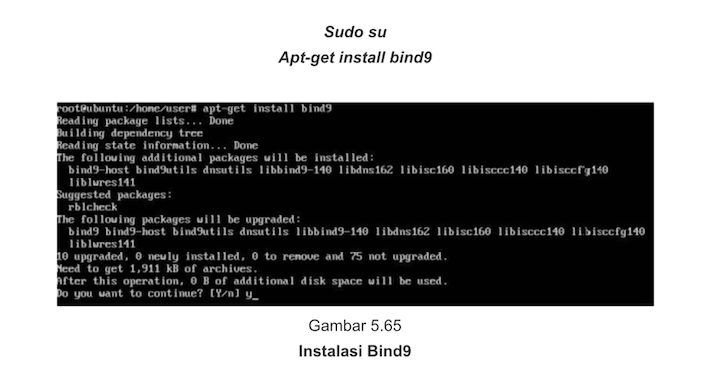 Sudo su
Apt-get install bind9
root@ubuntu:/home/user# apt-get install bind9
Reading package lists... Done
Building dependency tree
Reading state information... Done
The following additional packages will be installed:
bind9-host bind9utils dnsutils libbind9-140 libdns162 libisc160 libisccc140 libisccfg140
liblwres141
Suggested packages:
rblcheck
The following packages will be upgraded:
bind9 bind9-host bind9utils dnsutils libbind9-140 libdns162 libisc160 libisccc140 libisccfg140
liblwres141
10 upgraded, 0 newly installed, 0 to remove and 75 not upgraded.
Need to get 1,911 kB of archives.
After this operation, 0 B of additional disk space will be used.
Do you want to continue? [Y/n] y_
Gambar 5.65
Instalasi Bind9